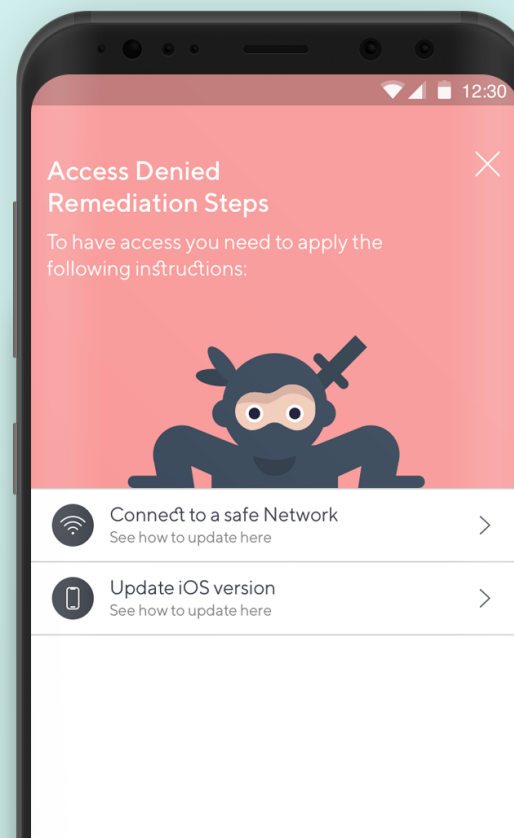 12:30
Access Denied
Remediation Steps
To have access you need to apply the
following instructions:
Connect to a safe Network
See how to update here
Update iOS version
See how to update here